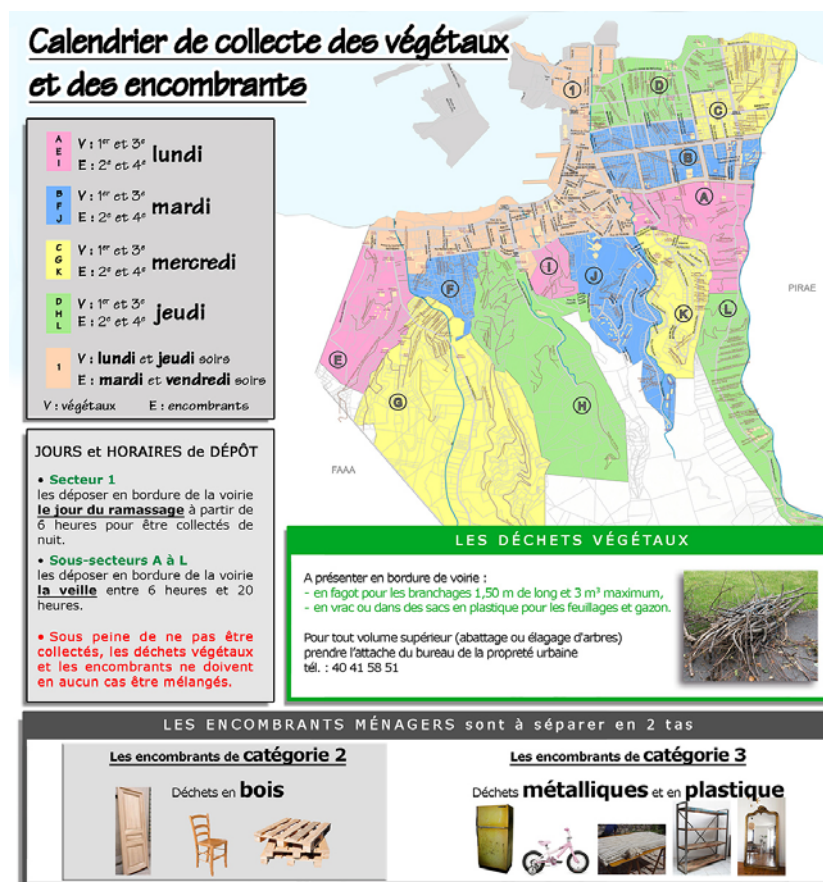 Calendrier de collecte des végétaux
et des encombrants
A
E
I
V : 1er et 3e
E : 2e et 4e
lundi
B
F
J
V : 1er et 3e
E : 2e et 4e
mardi
C
G
K
V : 1er et 3e
E : 2e et 4e
mercredi
D
H
L
V : 1er et 3e
E : 2e et 4e
jeudi
1
V : lundi et jeudi soirs
E : mardi et vendredi soirs
V : végétaux E : encombrants
1
D
C
B
A
I
J
K
L
F
E
G
H
PIRAE
FAAA
JOURS et HORAIRES de DÉPÔT
• Secteur 1
les déposer en bordure de la voirie
le jour du ramassage à partir de
6 heures pour être collectés de
nuit.
• Sous-secteurs A à L
les déposer en bordure de la voirie
la veille entre 6 heures et 20
heures.
• Sous peine de ne pas être
collectés, les déchets végétaux
et les encombrants ne doivent
en aucun cas être mélangés.
LES DÉCHETS VÉGÉTAUX
A présenter en bordure de voirie :
- en fagot pour les branchages 1,50 m de long et 3 m³ maximum,
- en vrac ou dans des sacs en plastique pour les feuillages et gazon.
Pour tout volume supérieur (abattage ou élagage d'arbres)
prendre l'attache du bureau de la propreté urbaine
tél. : 40 41 58 51
LES ENCOMBRANTS MÉNAGERS sont à séparer en 2 tas
Les encombrants de catégorie 2
Déchets en bois
Les encombrants de catégorie 3
Déchets métalliques et en plastique